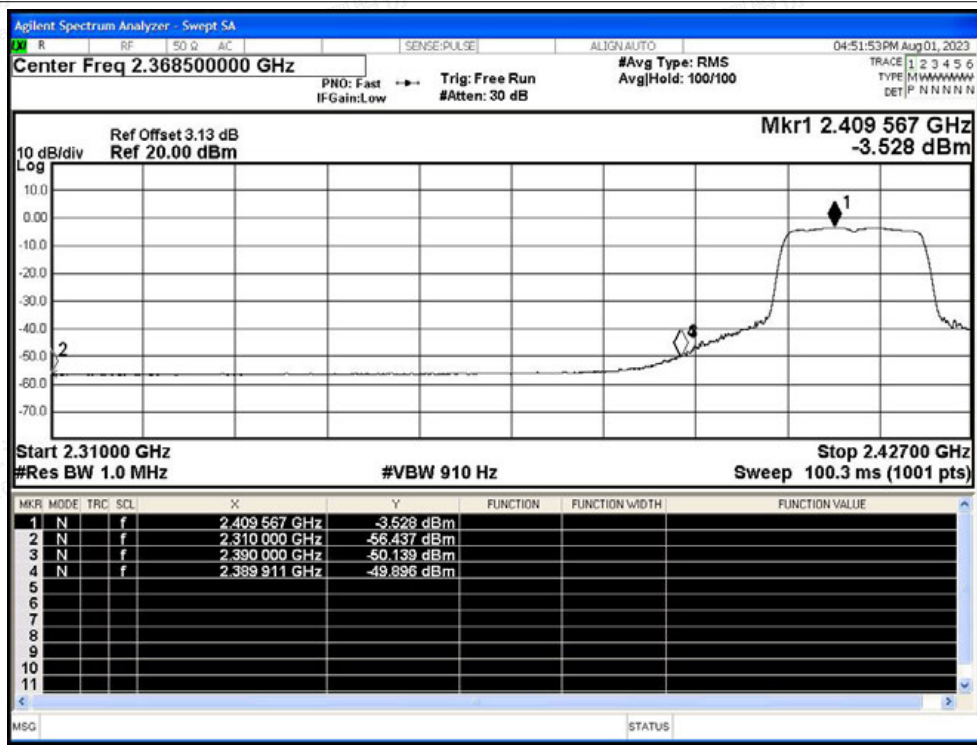 Agilent Spectrum Analyzer - Swept SA
R RF 50 Ω AC SENSE:PULSE ALIGN AUTO 04:51:53PM Aug 01, 2023
Center Freq 2.368500000 GHz
PNO: Fast
IFGain:Low
Trig: Free Run
#Atten: 30 dB
#Avg Type: RMS
Avg|Hold: 100/100
TRACE 1 2 3 4 5 6
TYPE M W W W W W
DET P N N N N N
Ref Offset 3.13 dB
10 dB/div Ref 20.00 dBm
Log
Mkr1 2.409 567 GHz
-3.528 dBm
10.0
0.00
-10.0
-20.0
-30.0
-40.0
-50.0
-60.0
-70.0
1
2
Start 2.31000 GHz Stop 2.42700 GHz
#Res BW 1.0 MHz #VBW 910 Hz Sweep 100.3 ms (1001 pts)
MKR MODE TRC SCL X Y FUNCTION FUNCTION WIDTH FUNCTION VALUE
1 N f 2.409 567 GHz -3.528 dBm
2 N f 2.310 000 GHz -56.437 dBm
3 N f 2.390 000 GHz -50.139 dBm
4 N f 2.389 911 GHz -49.896 dBm
5
6
7
8
9
10
11
MSG STATUS